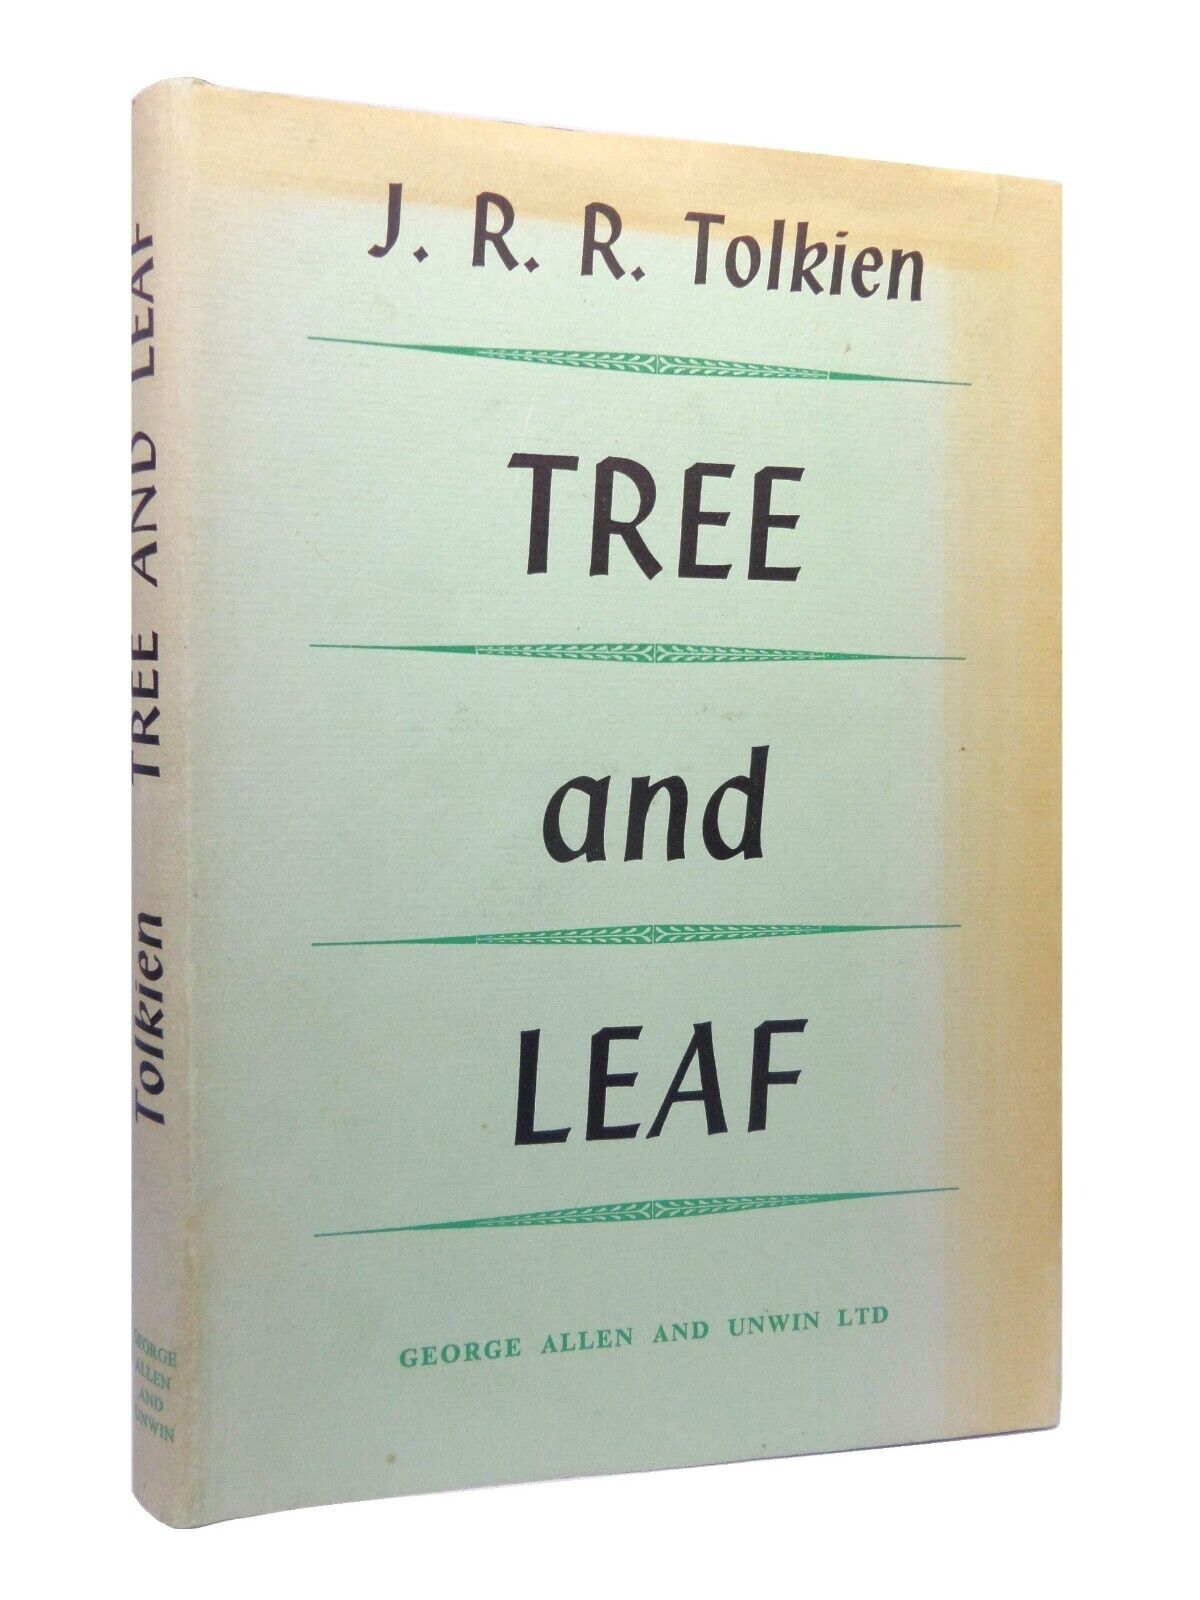 J. R. R. Tolkien
TREE
and
LEAF
GEORGE ALLEN AND UNWIN LTD
Tolkien TREE AND LEAF
GEORGE
ALLEN
AND
UNWIN